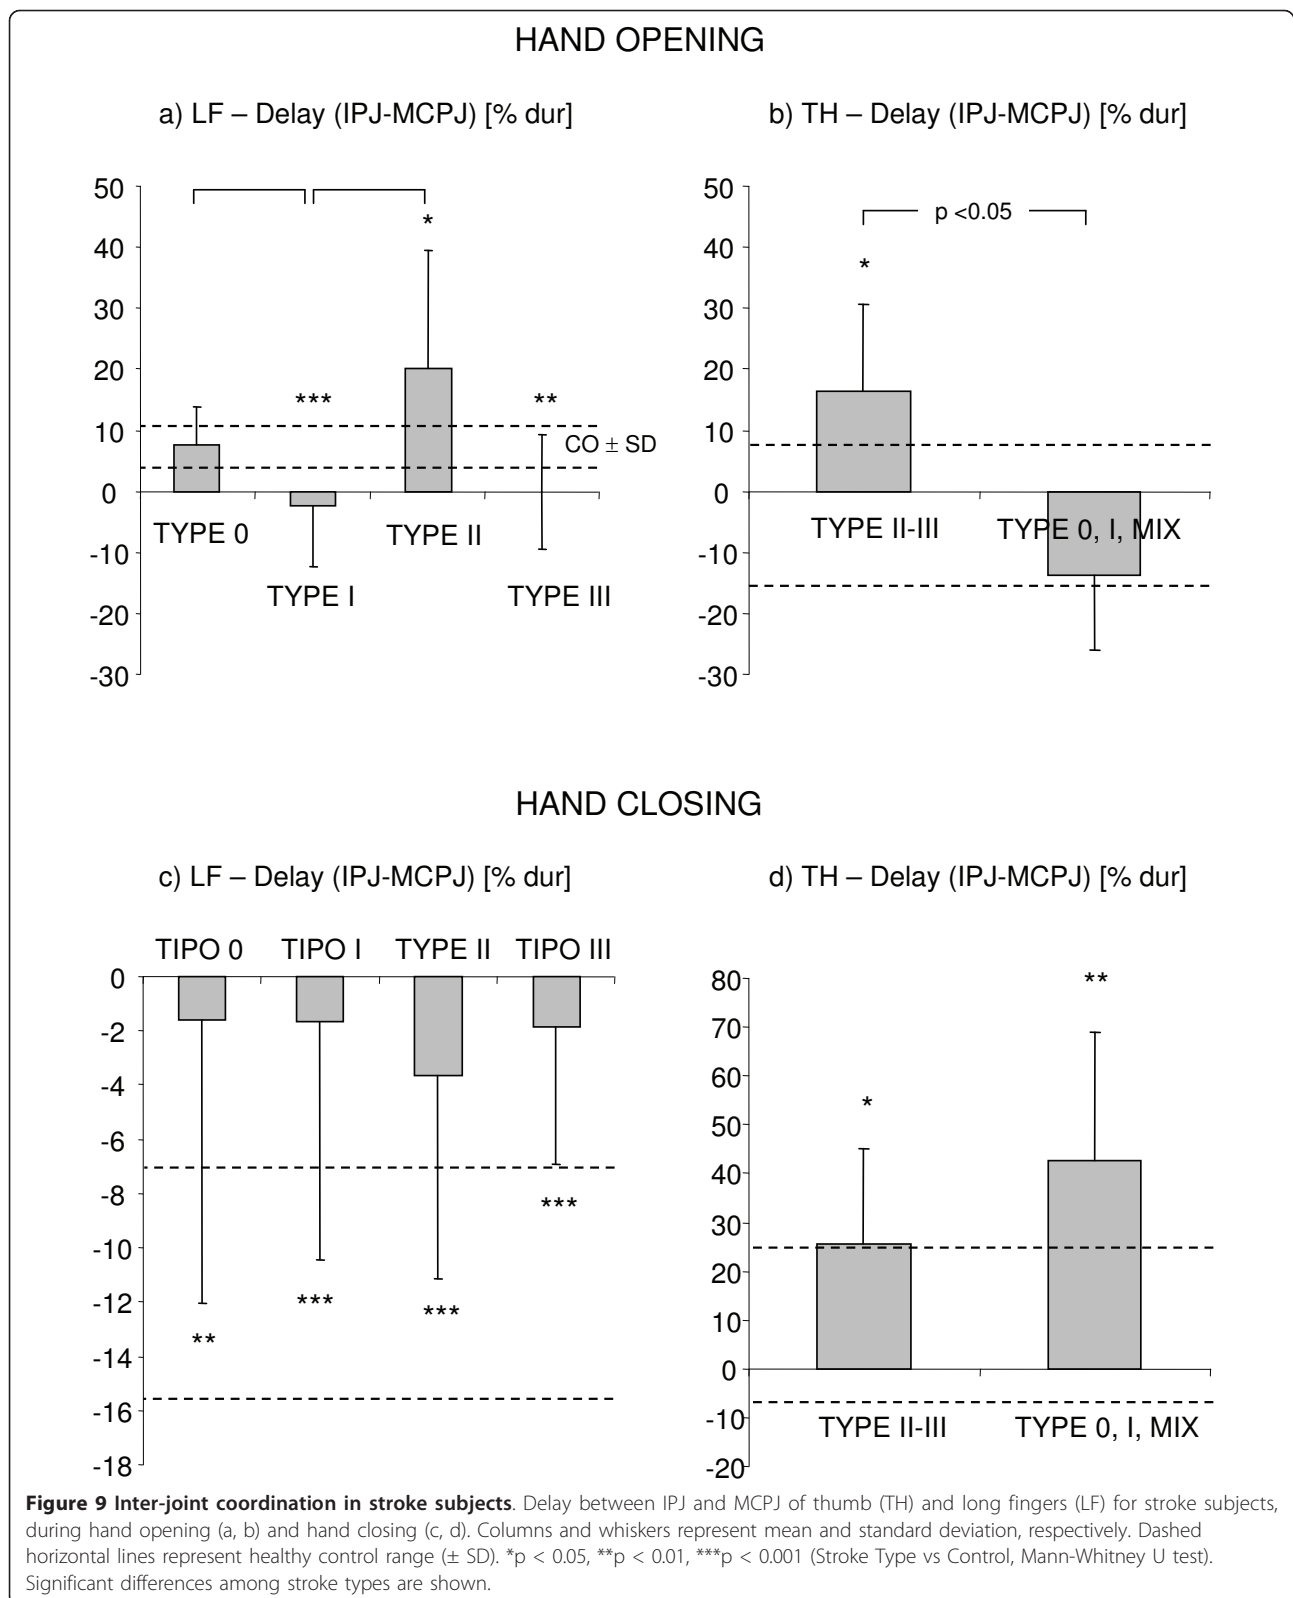 HAND OPENING
a) LF – Delay (IPJ-MCPJ) [% dur]
50
40
30
20
10
0
-10
-20
-30
*
***
**
CO ± SD
TYPE 0
TYPE I
TYPE II
TYPE III
b) TH – Delay (IPJ-MCPJ) [% dur]
50
40
30
20
10
0
-10
-20
-30
p <0.05
*
TYPE II-III
TYPE 0, I, MIX
HAND CLOSING
c) LF – Delay (IPJ-MCPJ) [% dur]
TIPO 0 TIPO I TYPE II TIPO III
0
-2
-4
-6
-8
-10
-12
-14
-16
-18
**
***
***
***
d) TH – Delay (IPJ-MCPJ) [% dur]
80
70
60
50
40
30
20
10
0
-10
-20
*
**
TYPE II-III
TYPE 0, I, MIX
Figure 9 Inter-joint coordination in stroke subjects. Delay between IPJ and MCPJ of thumb (TH) and long fingers (LF) for stroke subjects,
during hand opening (a, b) and hand closing (c, d). Columns and whiskers represent mean and standard deviation, respectively. Dashed
horizontal lines represent healthy control range (± SD). *p < 0.05, **p < 0.01, ***p < 0.001 (Stroke Type vs Control, Mann-Whitney U test).
Significant differences among stroke types are shown.